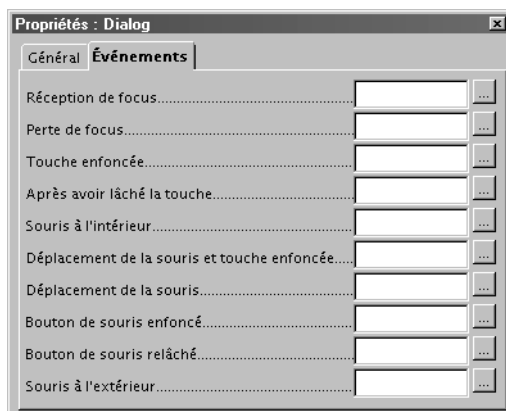 Propriétés : Dialog
Général Événements
Réception de focus.................................................... ...
Perte de focus............................................................ ...
Touche enfoncée........................................................ ...
Après avoir lâché la touche...................................... ...
Souris à l'intérieur..................................................... ...
Déplacement de la souris et touche enfoncée..... ...
Déplacement de la souris........................................ ...
Bouton de souris enfoncé........................................ ...
Bouton de souris relâché......................................... ...
Souris à l'extérieur.................................................... ...